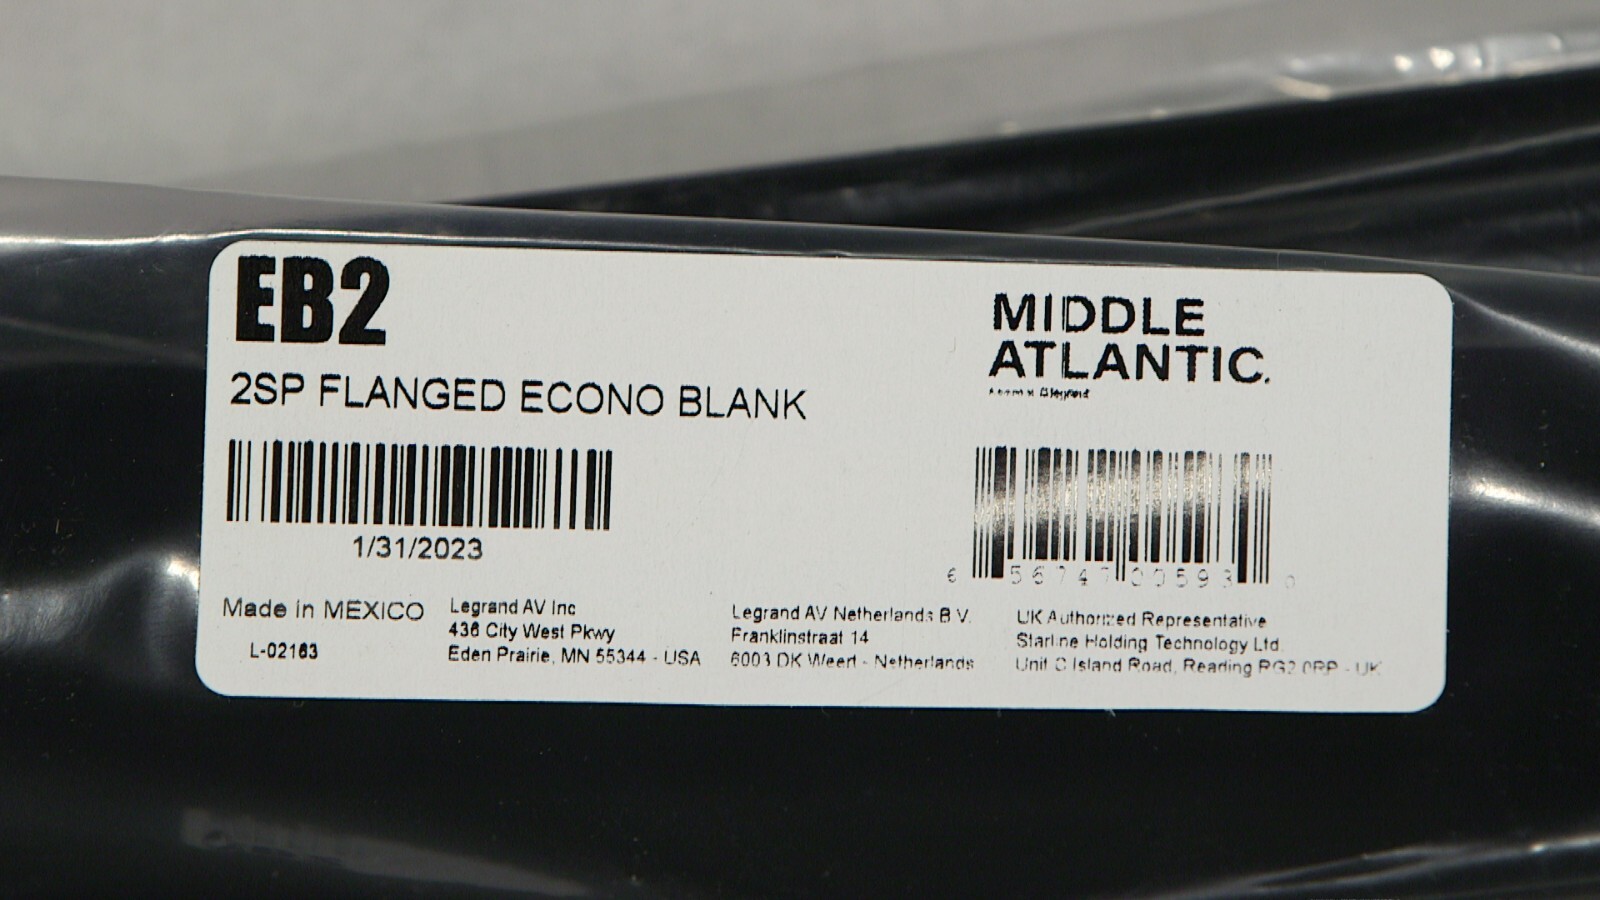 EB2
2SP FLANGED ECONO BLANK
MIDDLE
ATLANTIC.
1/31/2023
6 56747 00593 0
Made in MEXICO
L-02163
Legrand AV Inc
436 City West Pkwy
Eden Prairie, MN 55344 - USA
Legrand AV Netherlands B.V.
Franklinstraat 14
6003 DK Weert - Netherlands
UK Authorized Representative
Starline Holding Technology Ltd.
Unit C Island Road, Reading RG2 0RP - UK